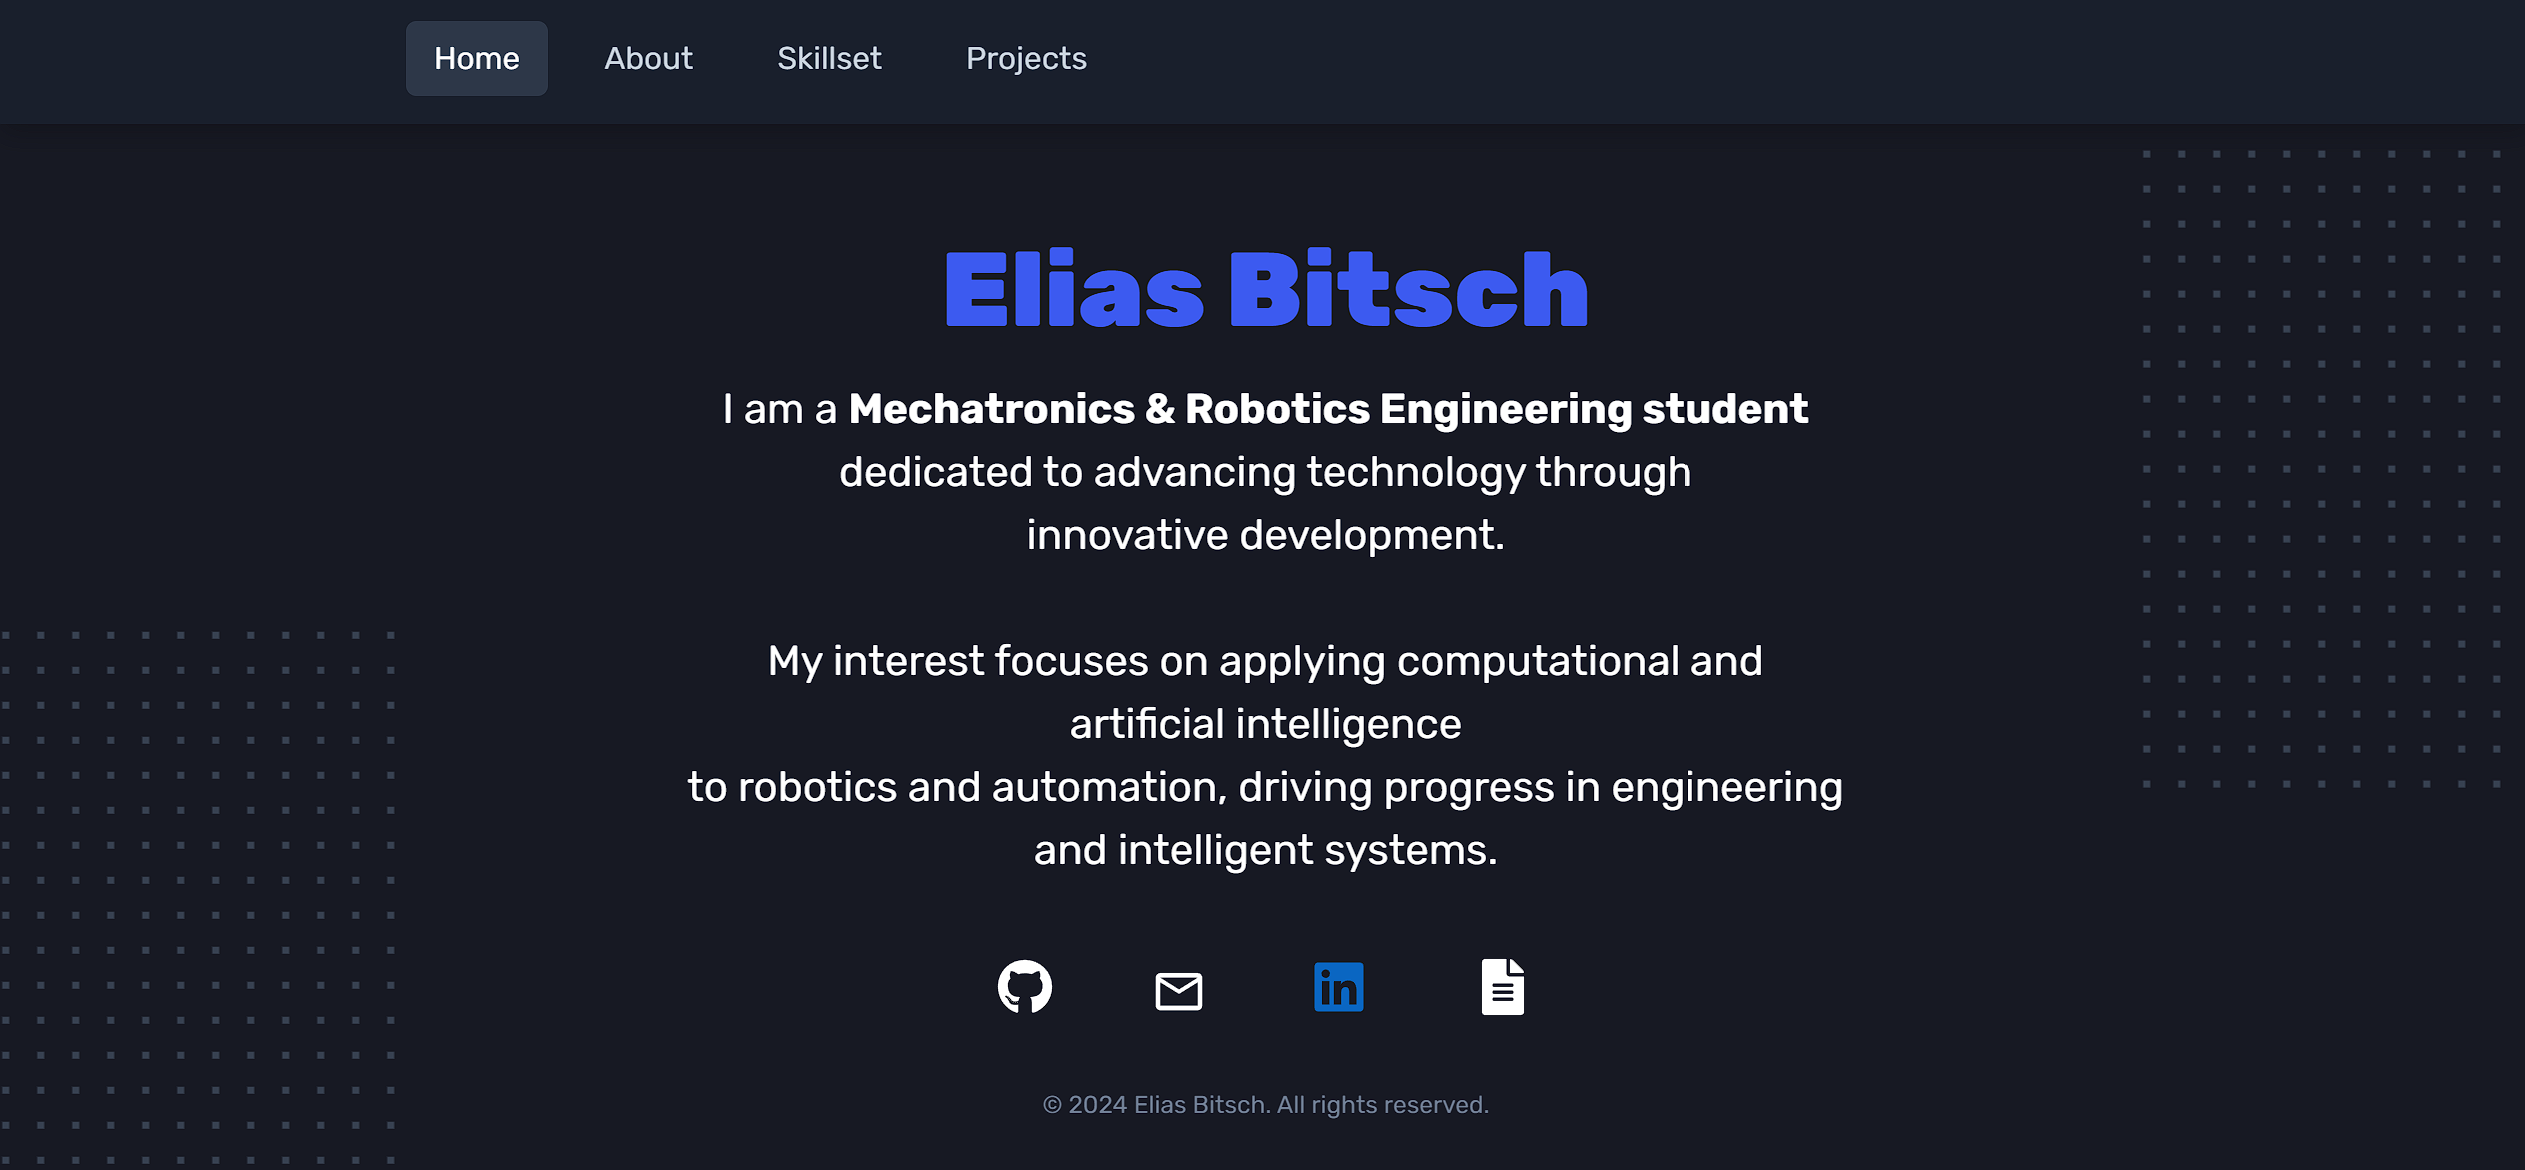 Home
About
Skillset
Projects
Elias Bitsch
I am a Mechatronics & Robotics Engineering student
dedicated to advancing technology through
innovative development.
My interest focuses on applying computational and
artificial intelligence
to robotics and automation, driving progress in engineering
and intelligent systems.
in
© 2024 Elias Bitsch. All rights reserved.